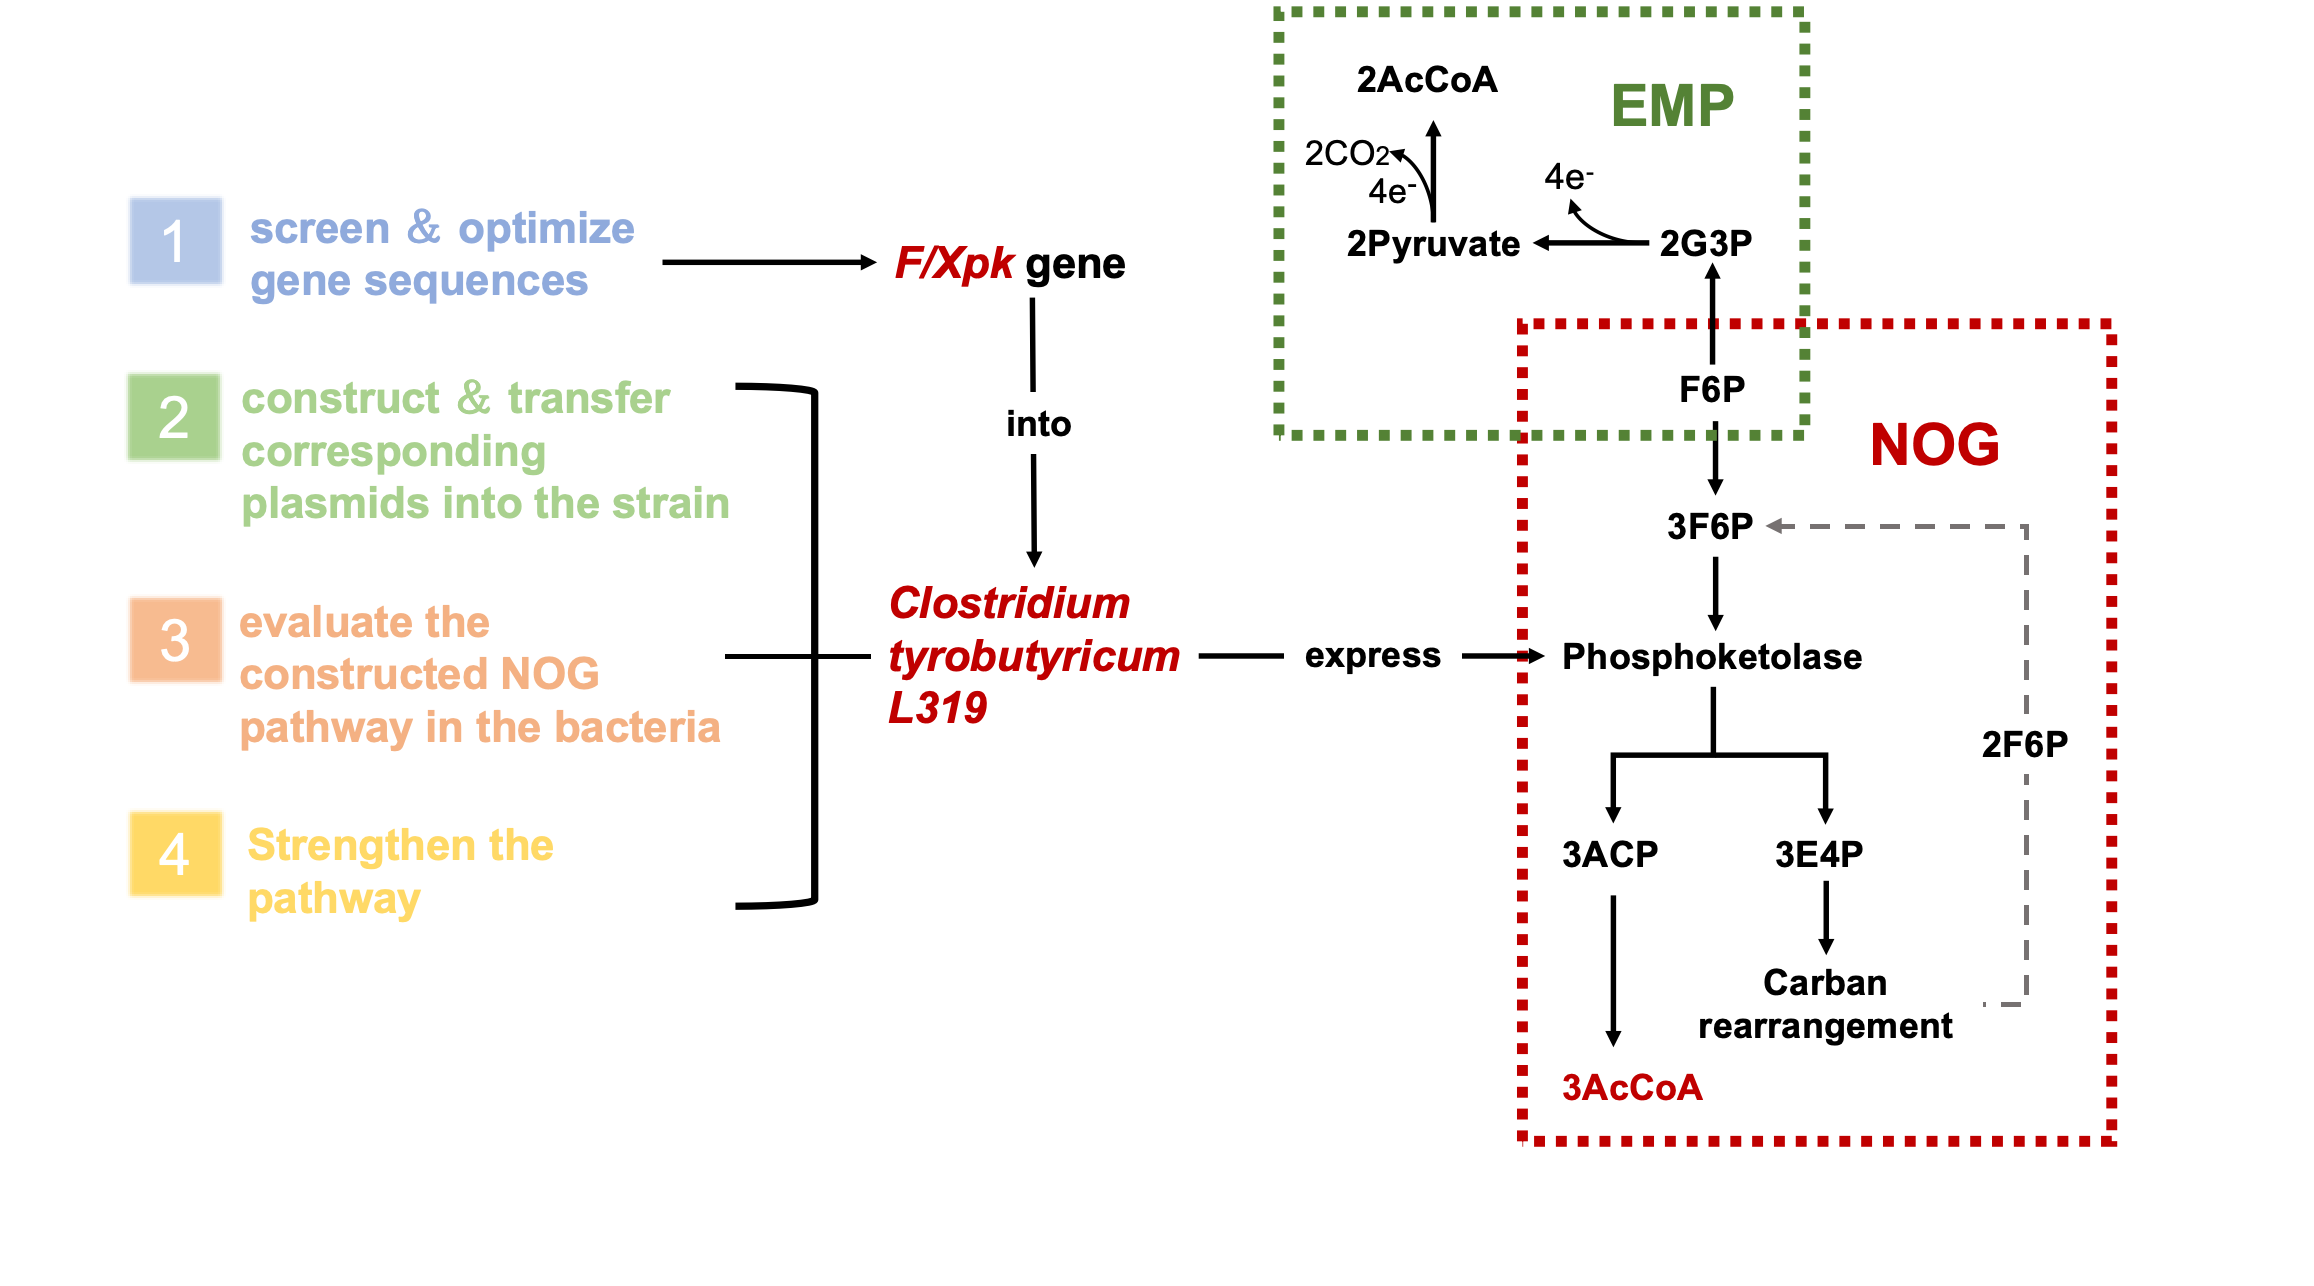 1
screen & optimize
gene sequences
2
construct & transfer
corresponding
plasmids into the strain
3
evaluate the
constructed NOG
pathway in the bacteria
4
Strengthen the
pathway
F/Xpk gene
into
Clostridium
tyrobutyricum
L319
express
EMP
2AcCoA
2CO2
4e-
4e-
2Pyruvate
2G3P
F6P
NOG
3F6P
Phosphoketolase
2F6P
3ACP
3E4P
Carban
rearrangement
3AcCoA